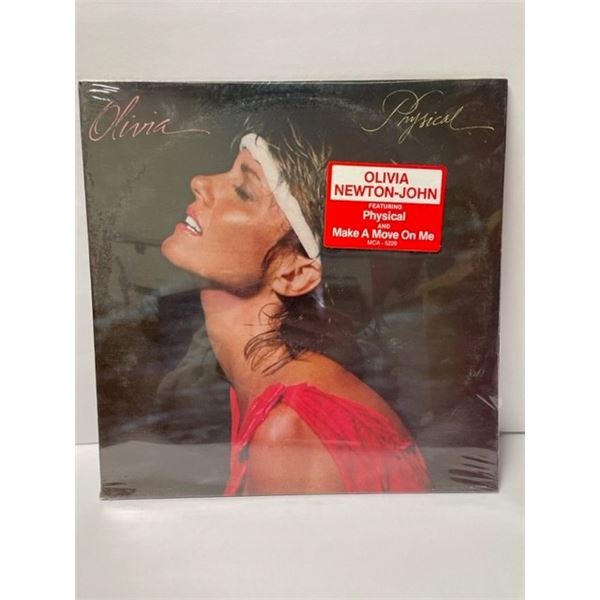 Olivia
Physical
OLIVIA
NEWTON-JOHN
FEATURING
Physical
AND
Make A Move On Me
MCA - 5229